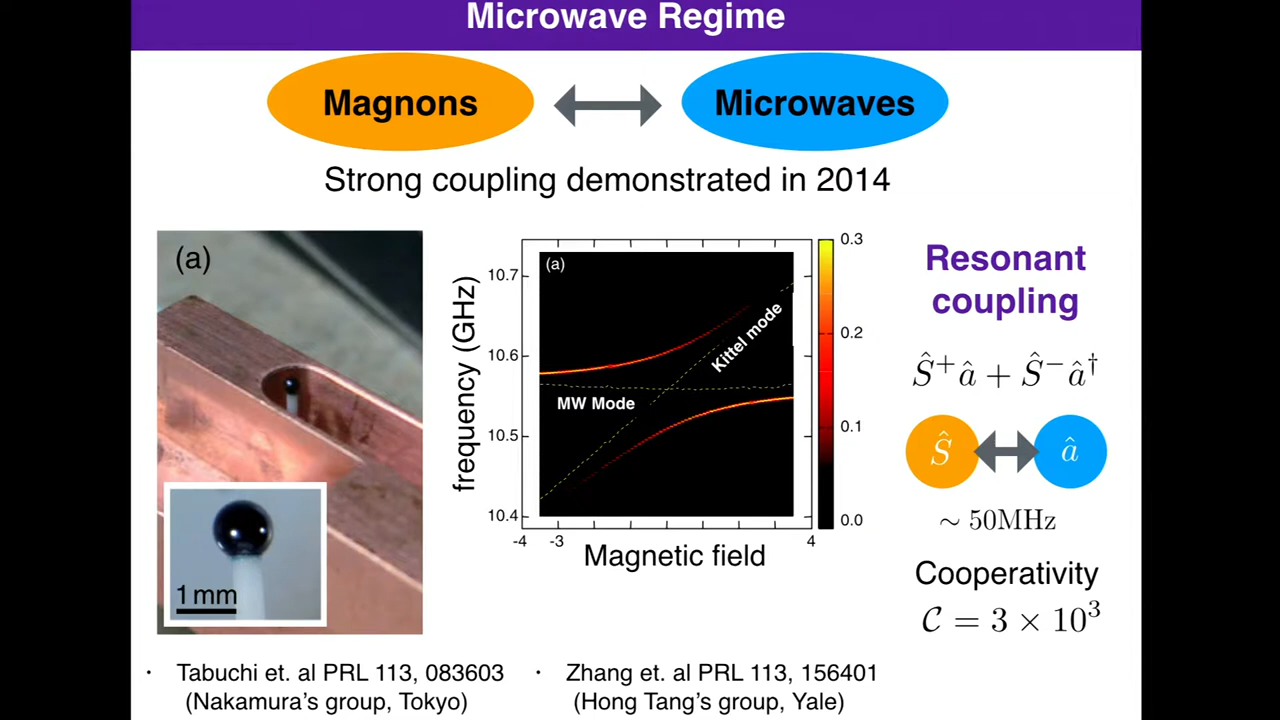 Microwave Regime
Magnons
Microwaves
Strong coupling demonstrated in 2014
(a)
1 mm
frequency (GHz)
10.7
10.6
10.5
10.4
(a)
Kittel mode
MW Mode
-4
-3
4
Magnetic field
0.3
0.2
0.1
0.0
Resonant
coupling
Ŝ⁺â + Ŝ⁻â†
Ŝ
â
~ 50MHz
Cooperativity
𝒞 = 3 × 10³
· Tabuchi et. al PRL 113, 083603
(Nakamura's group, Tokyo)
· Zhang et. al PRL 113, 156401
(Hong Tang's group, Yale)